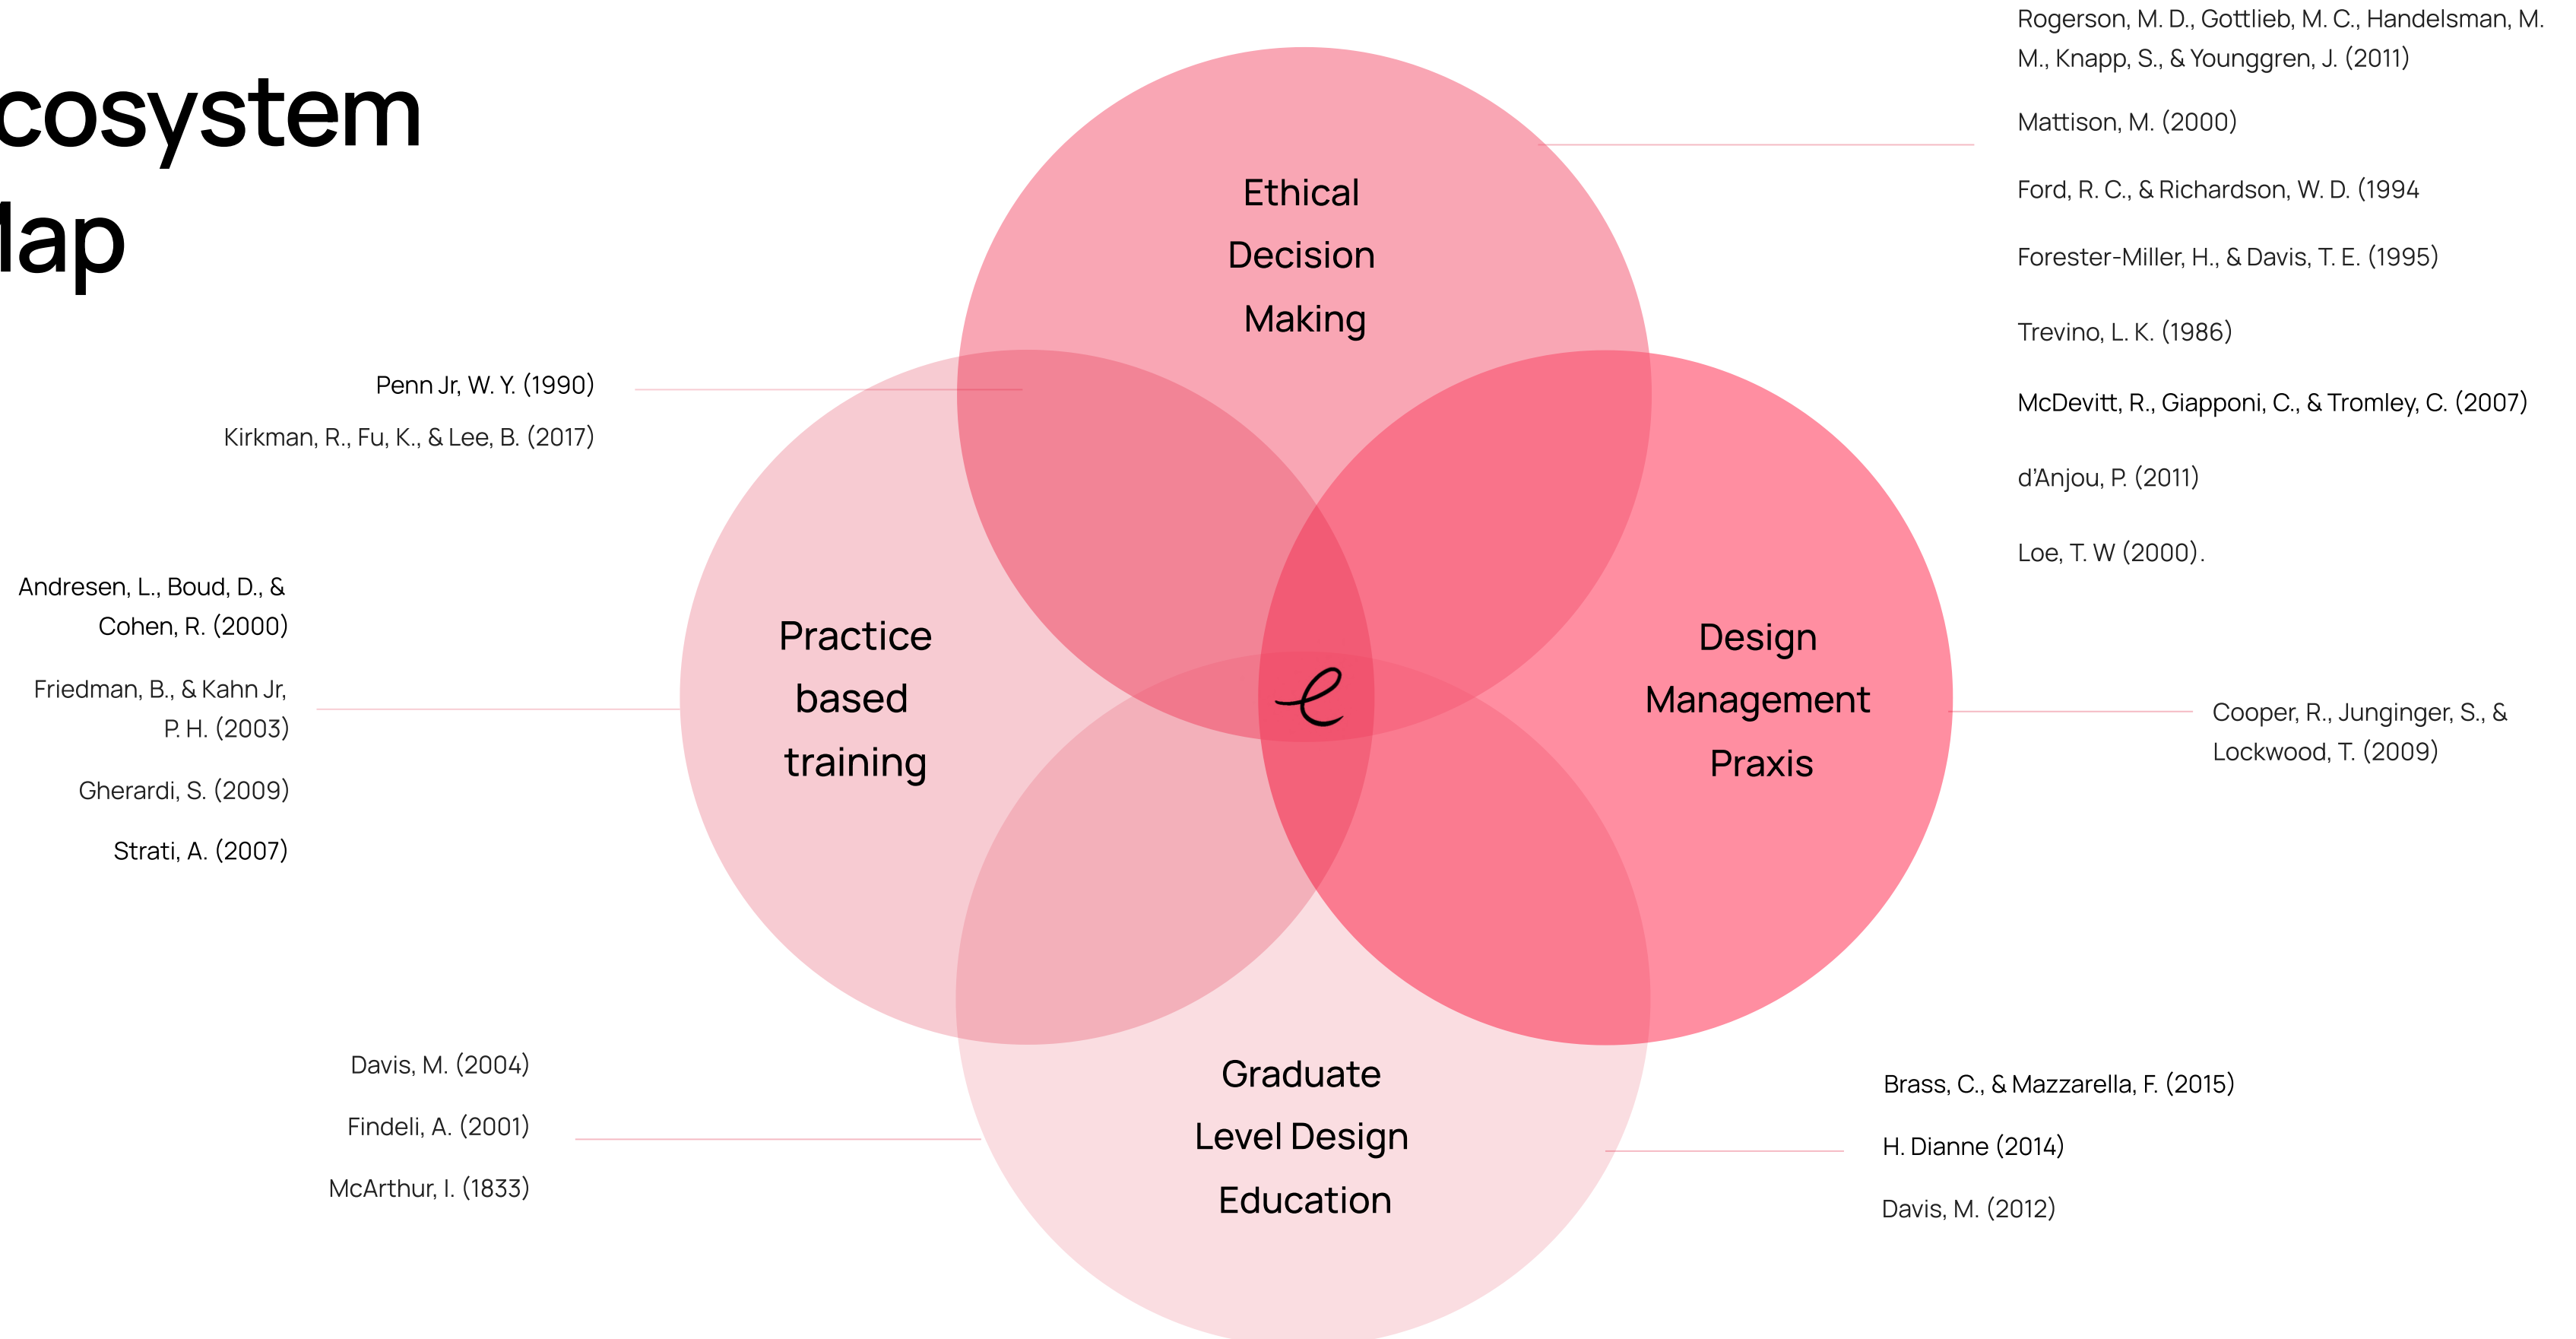 cosystem
ap
Ethical
Decision
Making
Practice
based
training
Design
Management
Praxis
Graduate
Level Design
Education
e
Rogerson, M. D., Gottlieb, M. C., Handelsman, M.
M., Knapp, S., & Younggren, J. (2011)
Mattison, M. (2000)
Ford, R. C., & Richardson, W. D. (1994
Forester-Miller, H., & Davis, T. E. (1995)
Trevino, L. K. (1986)
McDevitt, R., Giapponi, C., & Tromley, C. (2007)
d’Anjou, P. (2011)
Loe, T. W (2000).
Penn Jr, W. Y. (1990)
Kirkman, R., Fu, K., & Lee, B. (2017)
Andresen, L., Boud, D., &
Cohen, R. (2000)
Friedman, B., & Kahn Jr,
P. H. (2003)
Gherardi, S. (2009)
Strati, A. (2007)
Cooper, R., Junginger, S., &
Lockwood, T. (2009)
Davis, M. (2004)
Findeli, A. (2001)
McArthur, I. (1833)
Brass, C., & Mazzarella, F. (2015)
H. Dianne (2014)
Davis, M. (2012)